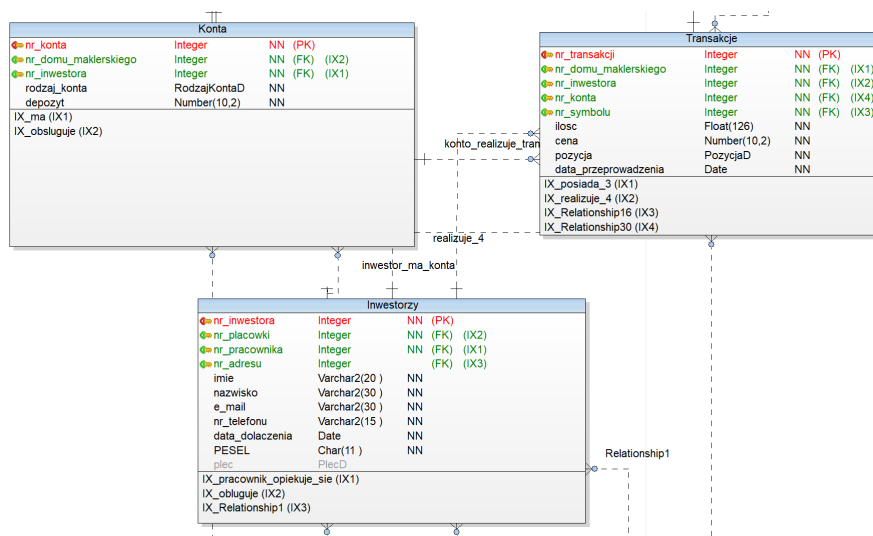 Konta
nr_konta Integer NN (PK)
nr_domu_maklerskiego Integer NN (FK) (IX2)
nr_inwestora Integer NN (FK) (IX1)
rodzaj_konta RodzajKontaD NN
depozyt Number(10,2) NN
IX_ma (IX1)
IX_obsluguje (IX2)
Transakcje
nr_transakcji Integer NN (PK)
nr_domu_maklerskiego Integer NN (FK) (IX1)
nr_inwestora Integer NN (FK) (IX2)
nr_konta Integer NN (FK) (IX4)
nr_symbolu Integer NN (FK) (IX3)
ilosc Float(126) NN
cena Number(10,2) NN
pozycja PozycjaD NN
data_przeprowadzenia Date NN
IX_posiada_3 (IX1)
IX_realizuje_4 (IX2)
IX_Relationship16 (IX3)
IX_Relationship30 (IX4)
konto_realizuje_tran
realizuje_4
inwestor_ma_konta
Inwestorzy
nr_inwestora Integer NN (PK)
nr_placowki Integer NN (FK) (IX2)
nr_pracownika Integer NN (FK) (IX1)
nr_adresu Integer (FK) (IX3)
imie Varchar2(20 ) NN
nazwisko Varchar2(30 ) NN
e_mail Varchar2(30 ) NN
nr_telefonu Varchar2(15 ) NN
data_dolaczenia Date NN
PESEL Char(11 ) NN
plec PlecD
IX_pracownik_opiekuje_sie (IX1)
IX_obluguje (IX2)
IX_Relationship1 (IX3)
Relationship1